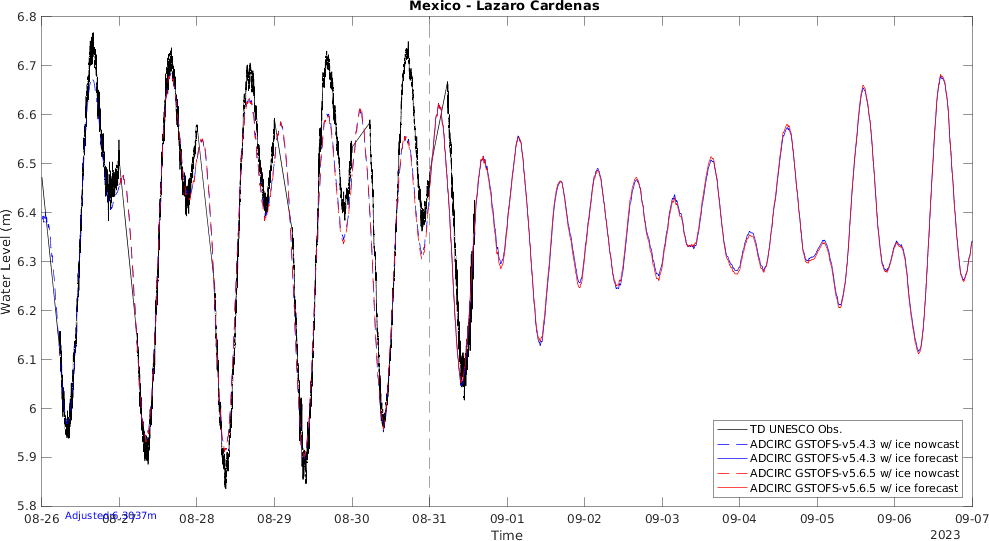 Mexico - Lazaro Cardenas
Water Level (m)
6.8
6.7
6.6
6.5
6.4
6.3
6.2
6.1
6
5.9
5.8
TD UNESCO Obs.
ADCIRC GSTOFS-v5.4.3 w/ ice nowcast
ADCIRC GSTOFS-v5.4.3 w/ ice forecast
ADCIRC GSTOFS-v5.6.5 w/ ice nowcast
ADCIRC GSTOFS-v5.6.5 w/ ice forecast
08-26 08-27 08-28 08-29 08-30 08-31 09-01 09-02 09-03 09-04 09-05 09-06 09-07
Adjusted 6.3037m
Time
2023